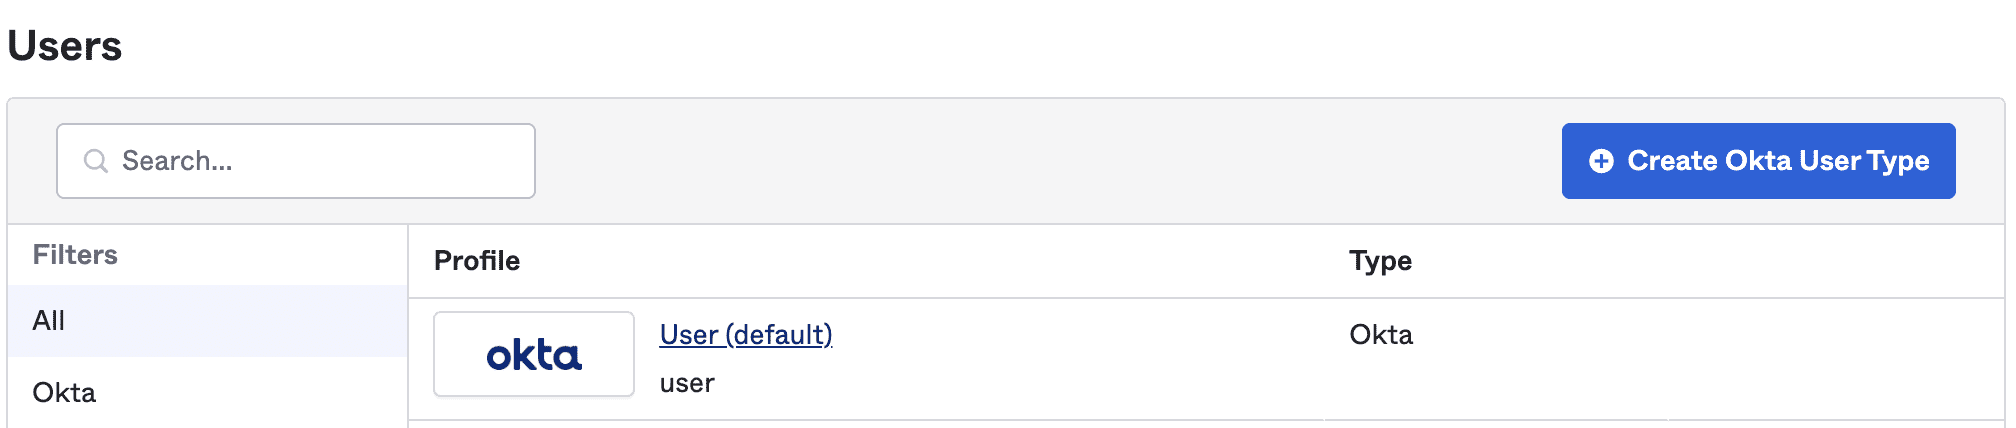 Users
Search...
Create Okta User Type
Filters
All
Okta
Profile
Type
okta
User (default)
user
Okta